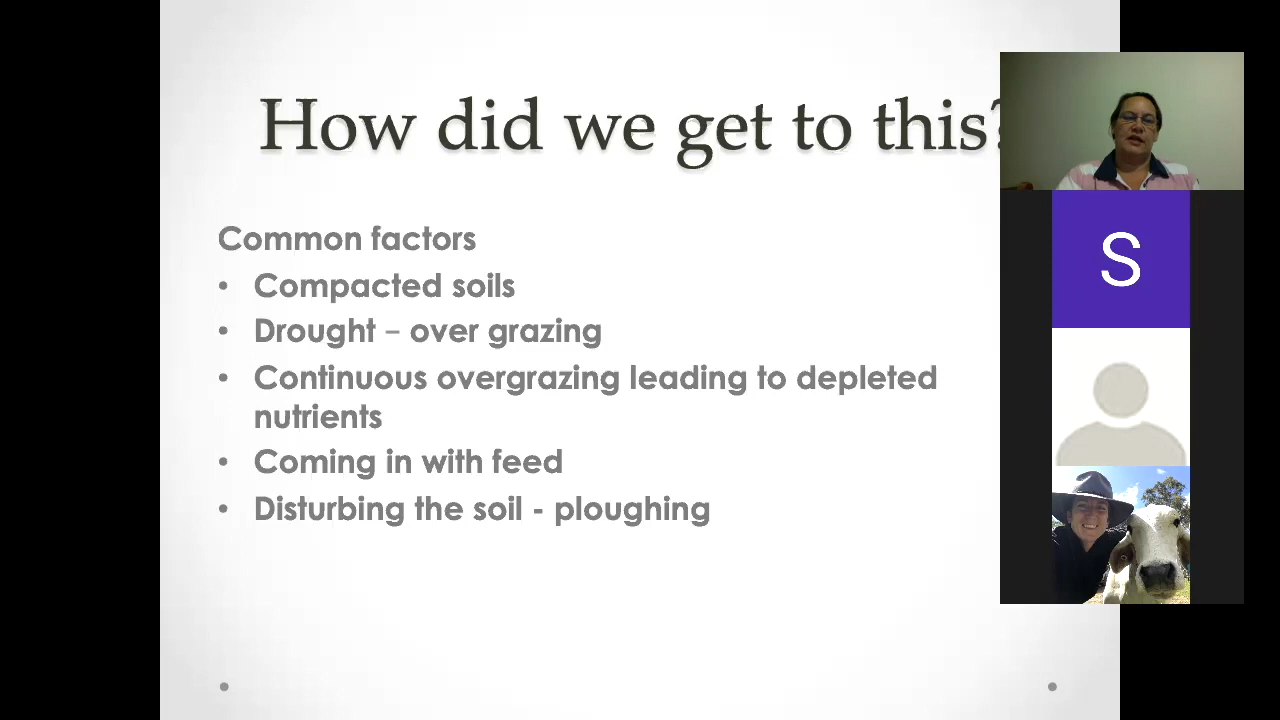 How did we get to this?
Common factors
• Compacted soils
• Drought – over grazing
• Continuous overgrazing leading to depleted
nutrients
• Coming in with feed
• Disturbing the soil - ploughing
S